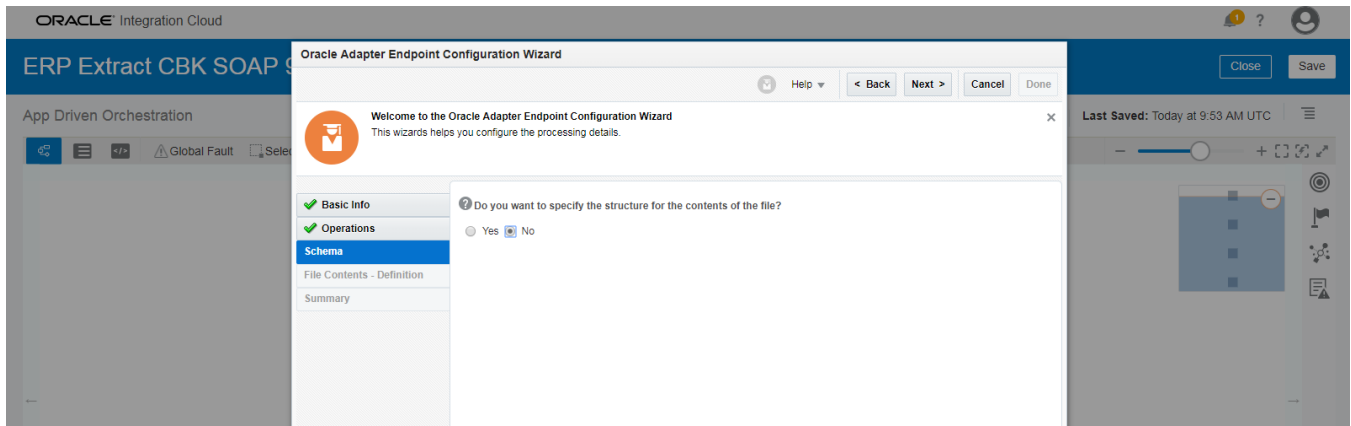 ORACLE Integration Cloud
1 ?
ERP Extract CBK SOAP
Close Save
Oracle Adapter Endpoint Configuration Wizard
Help < Back Next > Cancel Done
App Driven Orchestration
Last Saved: Today at 9:53 AM UTC
Welcome to the Oracle Adapter Endpoint Configuration Wizard
This wizards helps you configure the processing details.
</> Global Fault Selec
Basic Info
Operations
Schema
File Contents - Definition
Summary
? Do you want to specify the structure for the contents of the file?
Yes No